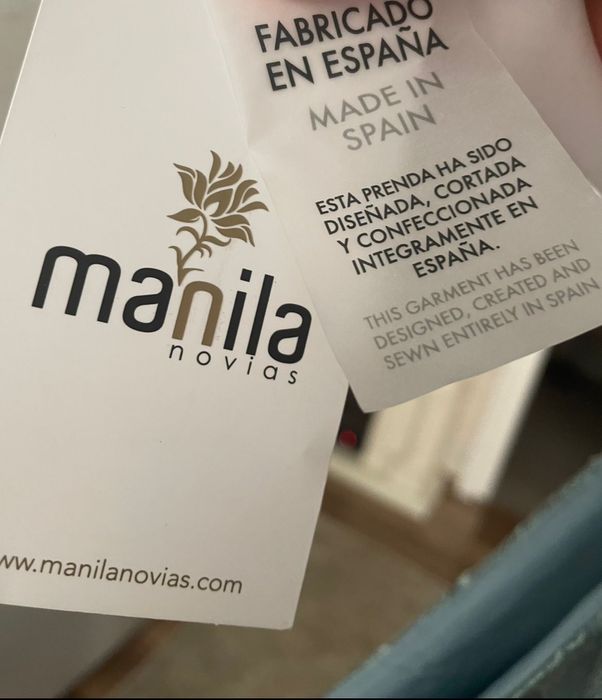 manila
novias
ww.manilanovias.com
FABRICADO
EN ESPAÑA
MADE IN
SPAIN
ESTA PRENDA HA SIDO
DISEÑADA, CORTADA
Y CONFECCIONADA
INTEGRAMENTE EN
ESPAÑA.
THIS GARMENT HAS BEEN
DESIGNED, CREATED AND
SEWN ENTIRELY IN SPAIN